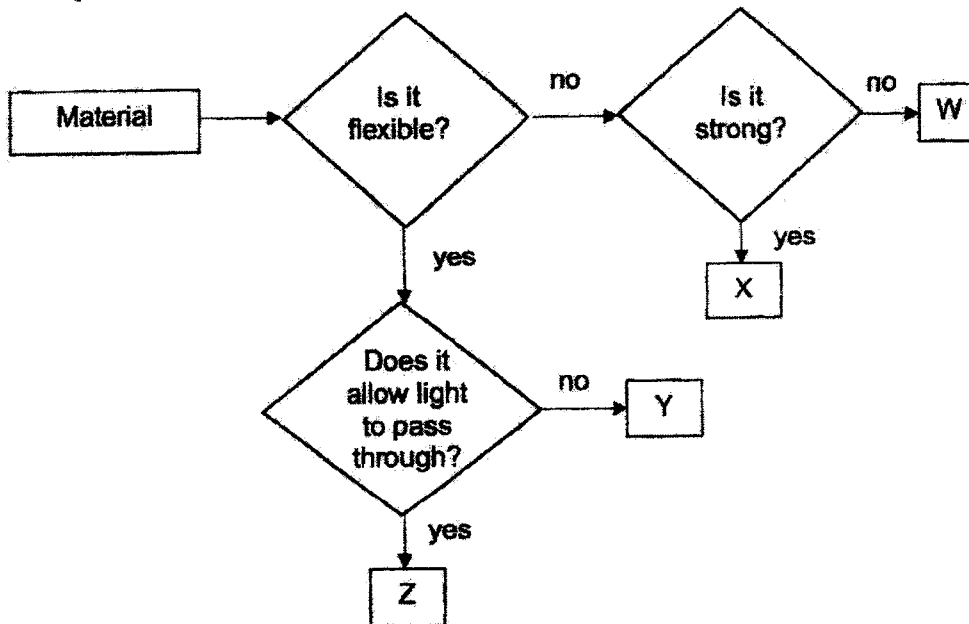 Material
Is it
flexible?
no
Is it
strong?
no
W
yes
X
yes
Does it
allow light
to pass
through?
no
Y
yes
Z